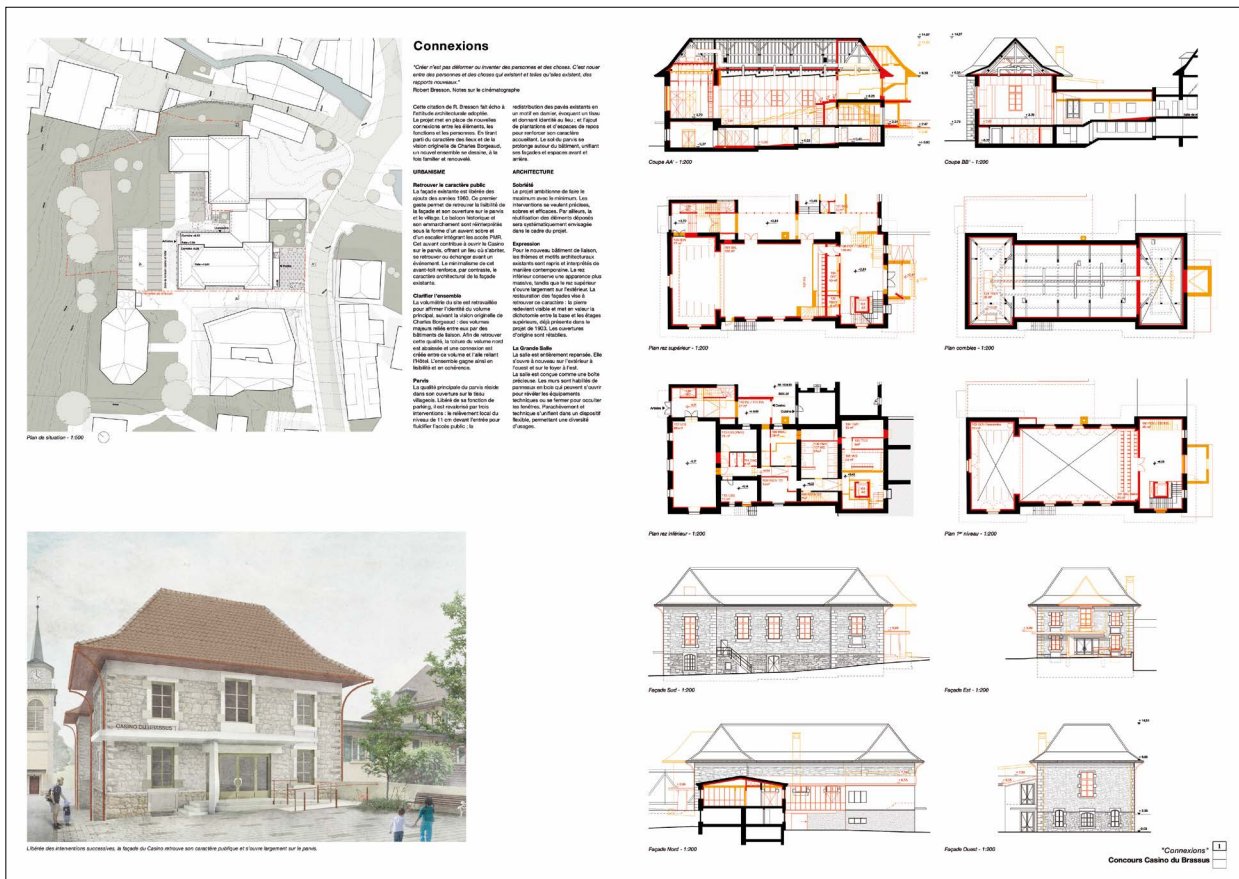 Connexions
"Créer n'est pas déformer ou inventer des personnes et des choses. C'est nouer
entre des personnes et des choses qui existent et telles qu'elles existent, des
rapports nouveaux."
Robert Bresson, Notes sur le cinématographe
Cette citation de R. Bresson fait écho à
l'attitude architecturale adoptée.
Le projet met en place de nouvelles
connexions entre les éléments, les
fonctions et les personnes. En tirant
parti du caractère des lieux et de la
vision originelle de Charles Borgeaud,
un nouvel ensemble se dessine, à la
fois familier et renouvelé.
URBANISME
Retrouver le caractère public
La façade existante est libérée des
ajouts des années 1980. Ce premier
geste permet de retrouver la lisibilité de
la façade et son ouverture sur le parvis
et le village. Le balcon historique et
son emmarchement sont réinterprétés
sous la forme d'un auvent sobre et
d'un escalier intégrant les accès PMR.
Cet auvent contribue à ouvrir le Casino
sur le parvis, offrant un lieu où s'abriter,
se retrouver ou échanger avant un
événement. Le minimalisme de cet
avant-toit renforce, par contraste, le
caractère architectural de la façade
existante.
Clarifier l'ensemble
La volumétrie du site est retravaillée
pour affirmer l'identité du volume
principal, suivant la vision originelle de
Charles Borgeaud : des volumes
majeurs reliés entre eux par des
bâtiments de liaison. Afin de retrouver
cette qualité, la toiture du volume nord
est abaissée et une connexion est
créée entre ce volume et l'aile reliant
l'Hôtel. L'ensemble gagne ainsi en
lisibilité et en cohérence.
Parvis
La qualité principale du parvis réside
dans son ouverture sur le tissu
villageois. Libéré de sa fonction de
parking, il est revalorisé par trois
interventions : le relèvement local du
niveau de 11 cm devant l'entrée pour
fluidifier l'accès public ; la
redistribution des pavés existants en
un motif en damier, évoquant un tissu
et donnant identité au lieu ; et l'ajout
de plantations et d'espaces de repos
pour renforcer son caractère
accueillant. Le sol du parvis se
prolonge autour du bâtiment, unifiant
ses façades et espaces avant et
arrière.
ARCHITECTURE
Sobriété
Le projet ambitionne de faire le
maximum avec le minimum. Les
interventions se veulent précises,
sobres et efficaces. Par ailleurs, la
réutilisation des éléments déposés
sera systématiquement envisagée
dans le cadre du projet.
Expression
Pour le nouveau bâtiment de liaison,
les thèmes et motifs architecturaux
existants sont repris et interprétés de
manière contemporaine. Le rez
inférieur conserve une apparence plus
massive, tandis que le rez supérieur
s'ouvre largement sur l'extérieur. La
restauration des façades vise à
retrouver ce caractère : la pierre
redevient visible et met en valeur la
dichotomie entre la base et les étages
supérieurs, déjà présente dans le
projet de 1903. Les ouvertures
d'origine sont rétablies.
La Grande Salle
La salle est entièrement repensée. Elle
s'ouvre à nouveau sur l'extérieur à
l'ouest et sur le foyer à l'est.
La salle est conçue comme une boîte
précieuse. Les murs sont habillés de
panneaux en bois qui peuvent s'ouvrir
pour révéler les équipements
techniques ou se fermer pour occulter
les fenêtres. Parachèvement et
technique s'unifient dans un dispositif
flexible, permettant une diversité
d'usages.
Plan de situation - 1:500
CASINO DU BRASSUS
Libérée des interventions successives, la façade du Casino retrouve son caractère publique et s'ouvre largement sur le parvis.
Coupe AA' - 1:200
Coupe BB' - 1:200
Plan rez supérieur - 1:200
Plan combles - 1:200
Plan rez inférieur - 1:200
Plan 1er niveau - 1:200
Façade Sud - 1:200
Façade Est - 1:200
Façade Nord - 1:200
Façade Ouest - 1:200
"Connexions"
1
Concours Casino du Brassus